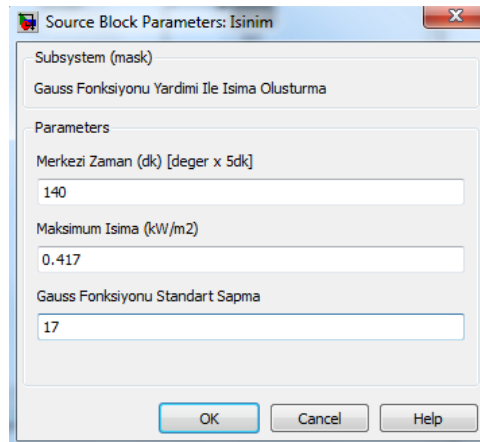 Source Block Parameters: Isinim
Subsystem (mask)
Gauss Fonksiyonu Yardimi Ile Isima Olusturma
Parameters
Merkezi Zaman (dk) [deger x 5dk]
140
Maksimum Isima (kW/m2)
0.417
Gauss Fonksiyonu Standart Sapma
17
OK Cancel Help